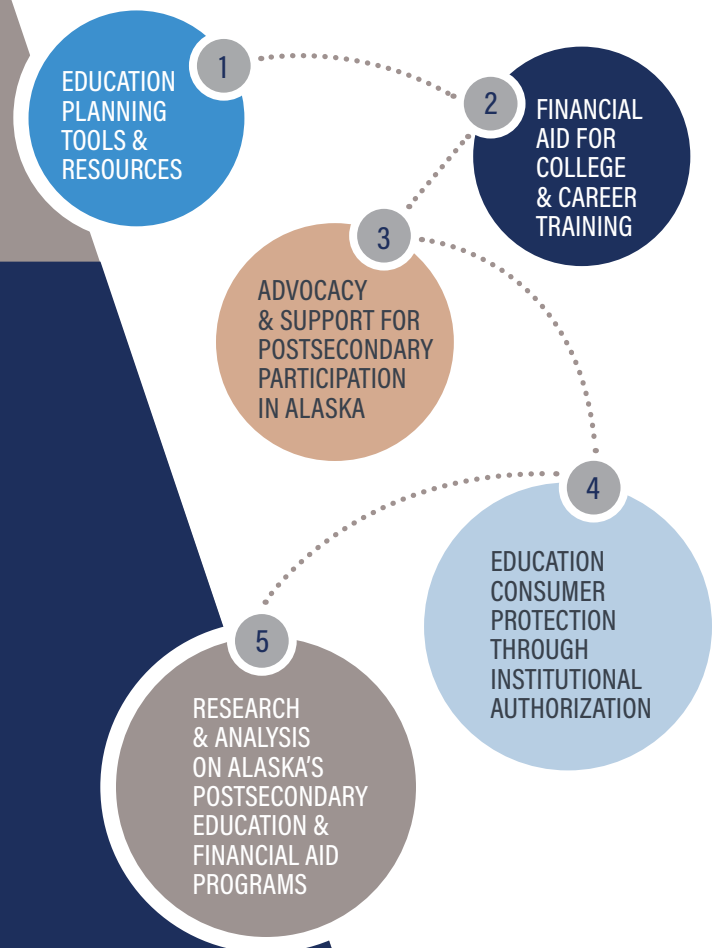 1
EDUCATION
PLANNING
TOOLS &
RESOURCES
2
FINANCIAL
AID FOR
COLLEGE
& CAREER
TRAINING
3
ADVOCACY
& SUPPORT FOR
POSTSECONDARY
PARTICIPATION
IN ALASKA
4
EDUCATION
CONSUMER
PROTECTION
THROUGH
INSTITUTIONAL
AUTHORIZATION
5
RESEARCH
& ANALYSIS
ON ALASKA'S
POSTSECONDARY
EDUCATION &
FINANCIAL AID
PROGRAMS